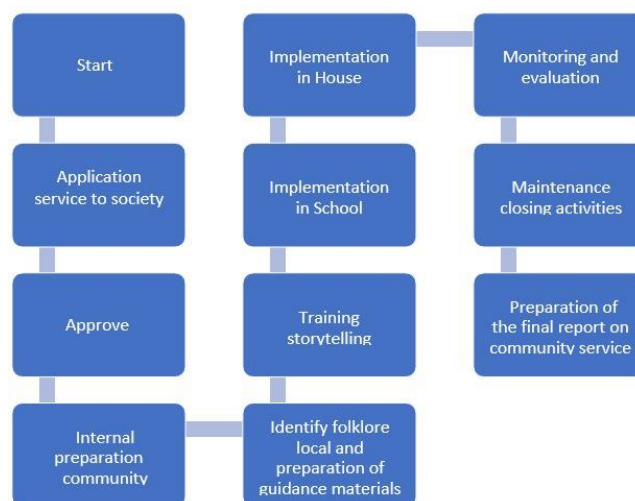 Start
Application
service to society
Approve
Internal
preparation
community
Identify folklore
local and
preparation of
guidance materials
Training
storytelling
Implementation
in School
Implementation
in House
Monitoring and
evaluation
Maintenance
closing activities
Preparation of
the final report on
community service